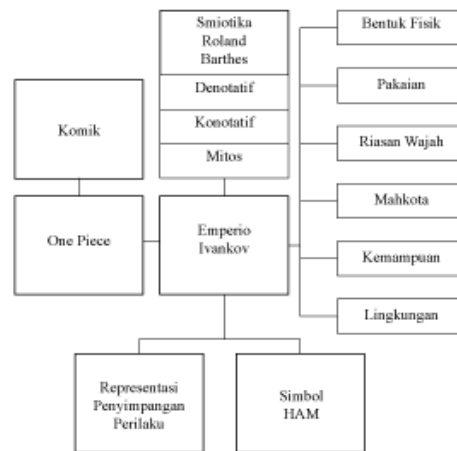 Smiotika
Roland
Barthes
Denotatif
Konotatif
Mitos
Komik
One Piece
Emperio
Ivankov
Bentuk Fisik
Pakaian
Riasan Wajah
Mahkota
Kemampuan
Lingkungan
Representasi
Penyimpangan
Perilaku
Simbol
HAM